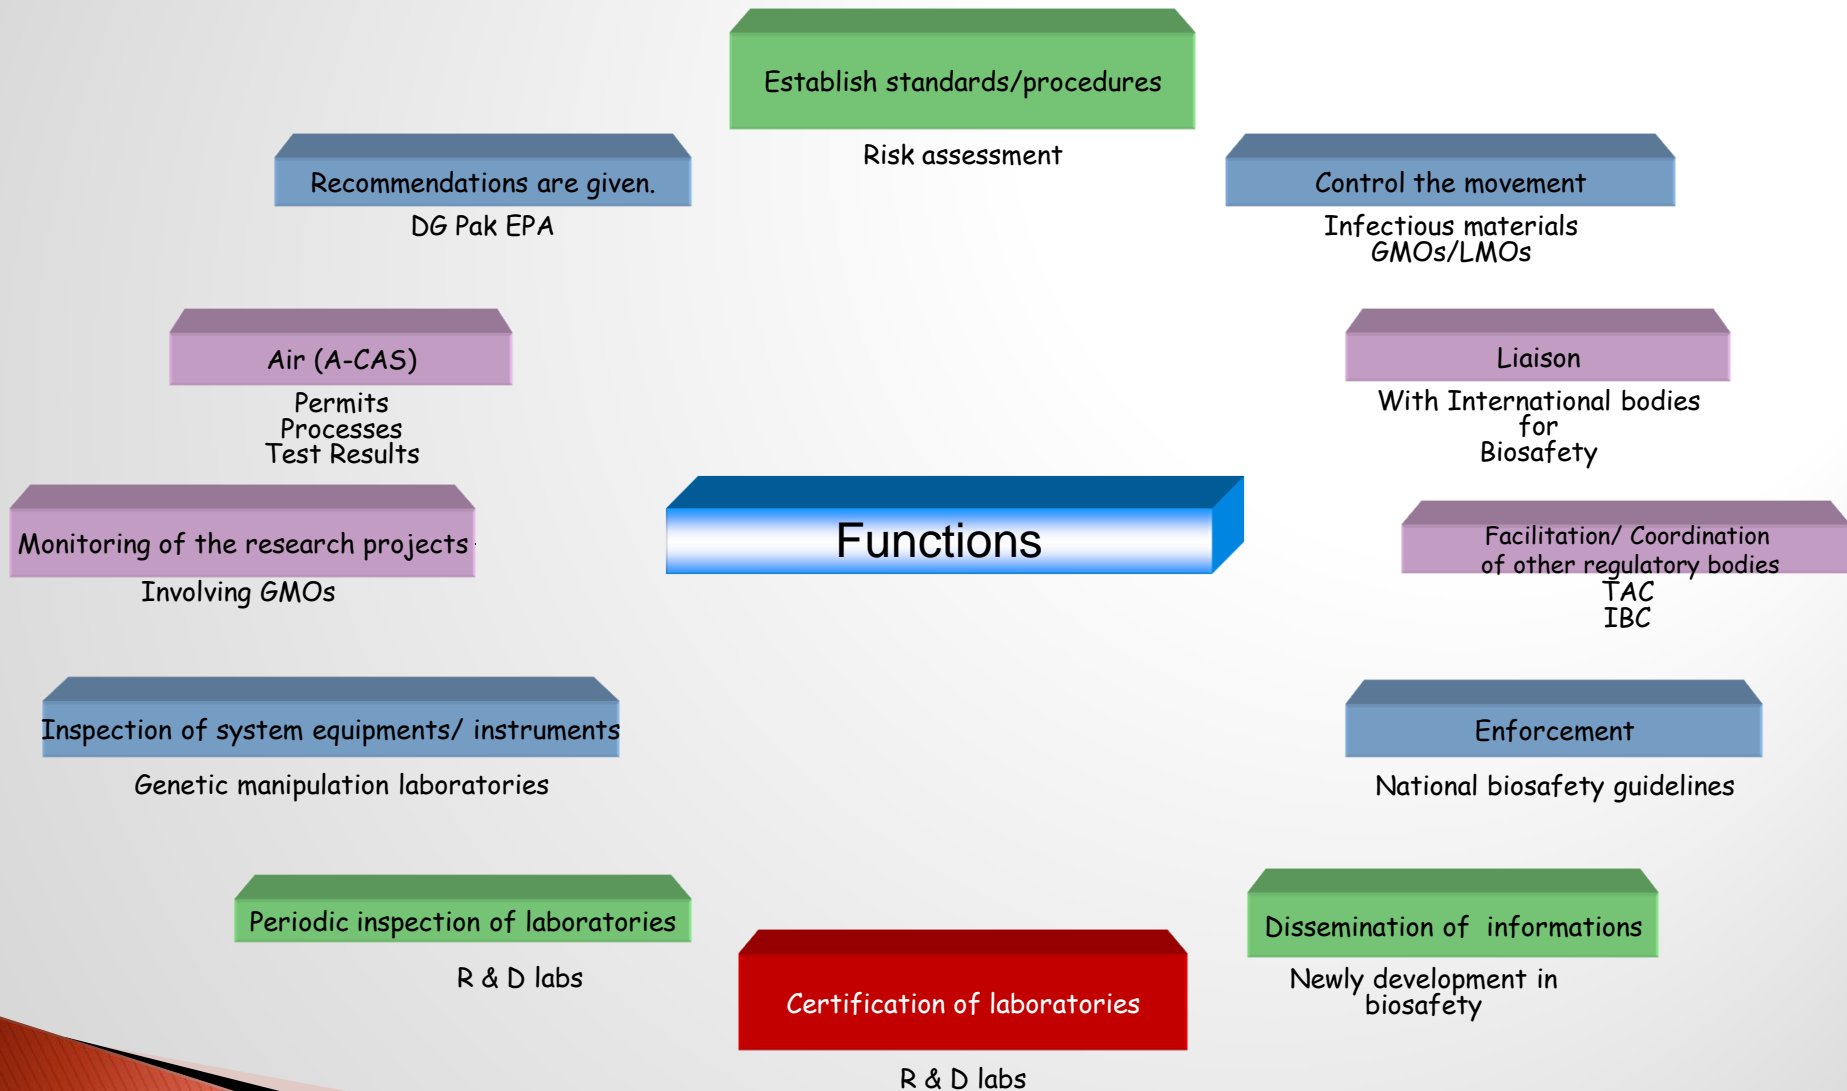 Establish standards/procedures
Risk assessment
Control the movement
Infectious materials
GMOs/LMOs
Liaison
With International bodies
for
Biosafety
Facilitation/ Coordination
of other regulatory bodies
TAC
IBC
Enforcement
National biosafety guidelines
Dissemination of  informations
Newly development in
biosafety
Certification of laboratories
R & D labs
Periodic inspection of laboratories
R & D labs
Inspection of system equipments/ instruments
Genetic manipulation laboratories
Monitoring of the research projects
Involving GMOs
Air (A-CAS)
Permits
Processes
Test Results
Recommendations are given.
DG Pak EPA
Functions